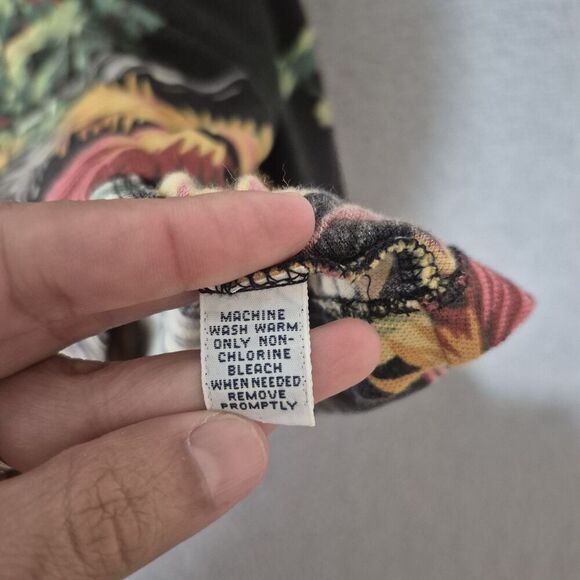 MACHINE
WASH WARM
ONLY NON-
CHLORINE
BLEACH
WHEN NEEDED
REMOVE
PROMPTLY